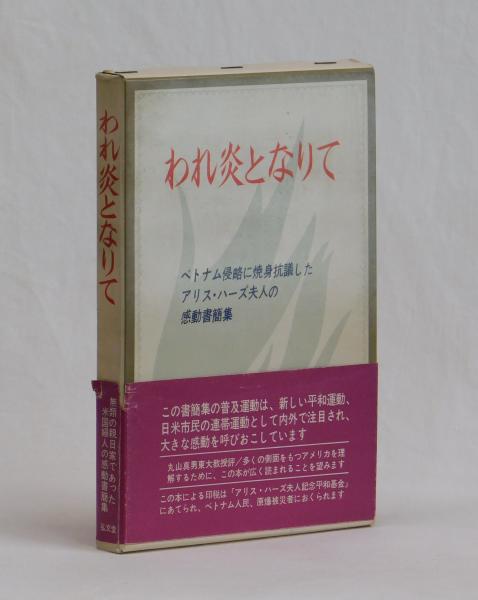 われ炎となりて
ベトナム侵略に焼身抗議した
アリス・ハーズ夫人の
感動書簡集
この書簡集の普及運動は、新しい平和運動、
日米市民の連帯運動として内外で注目され、
大きな感動を呼びおこしています
丸山真男東大教授評/多くの側面をもつアメリカを理
解するために、この本が広く読まれることを望みます
この本による印税は「アリス・ハーズ夫人記念平和基金」
にあてられ、ベトナム人民、原爆被災者におくられます
われ炎となりて
無類の親日家であった
米国婦人の感動書簡集
弘文堂